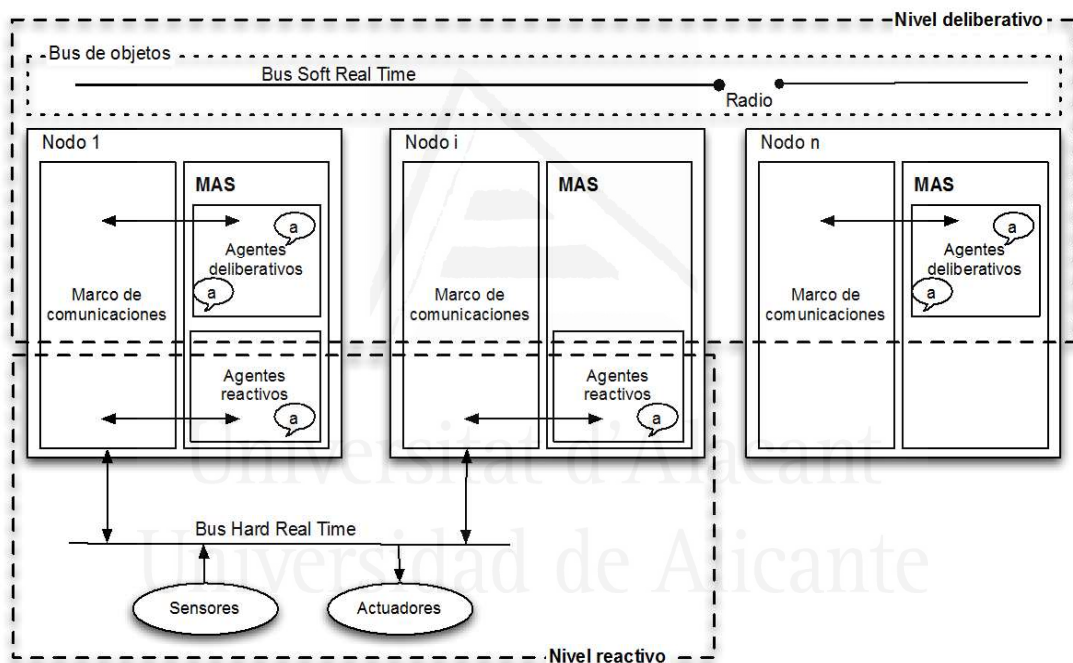 Nivel deliberativo
Bus de objetos
Bus Soft Real Time
Radio
Nodo 1
MAS
a
Agentes
deliberativos
a
Marco de
comunicaciones
Agentes
reactivos
a
Nodo i
MAS
Marco de
comunicaciones
Agentes
reactivos
a
Nodo n
MAS
a
Agentes
deliberativos
a
Marco de
comunicaciones
Universitat d'Alacant
Universidad de Alicante
Bus Hard Real Time
Sensores
Actuadores
Nivel reactivo